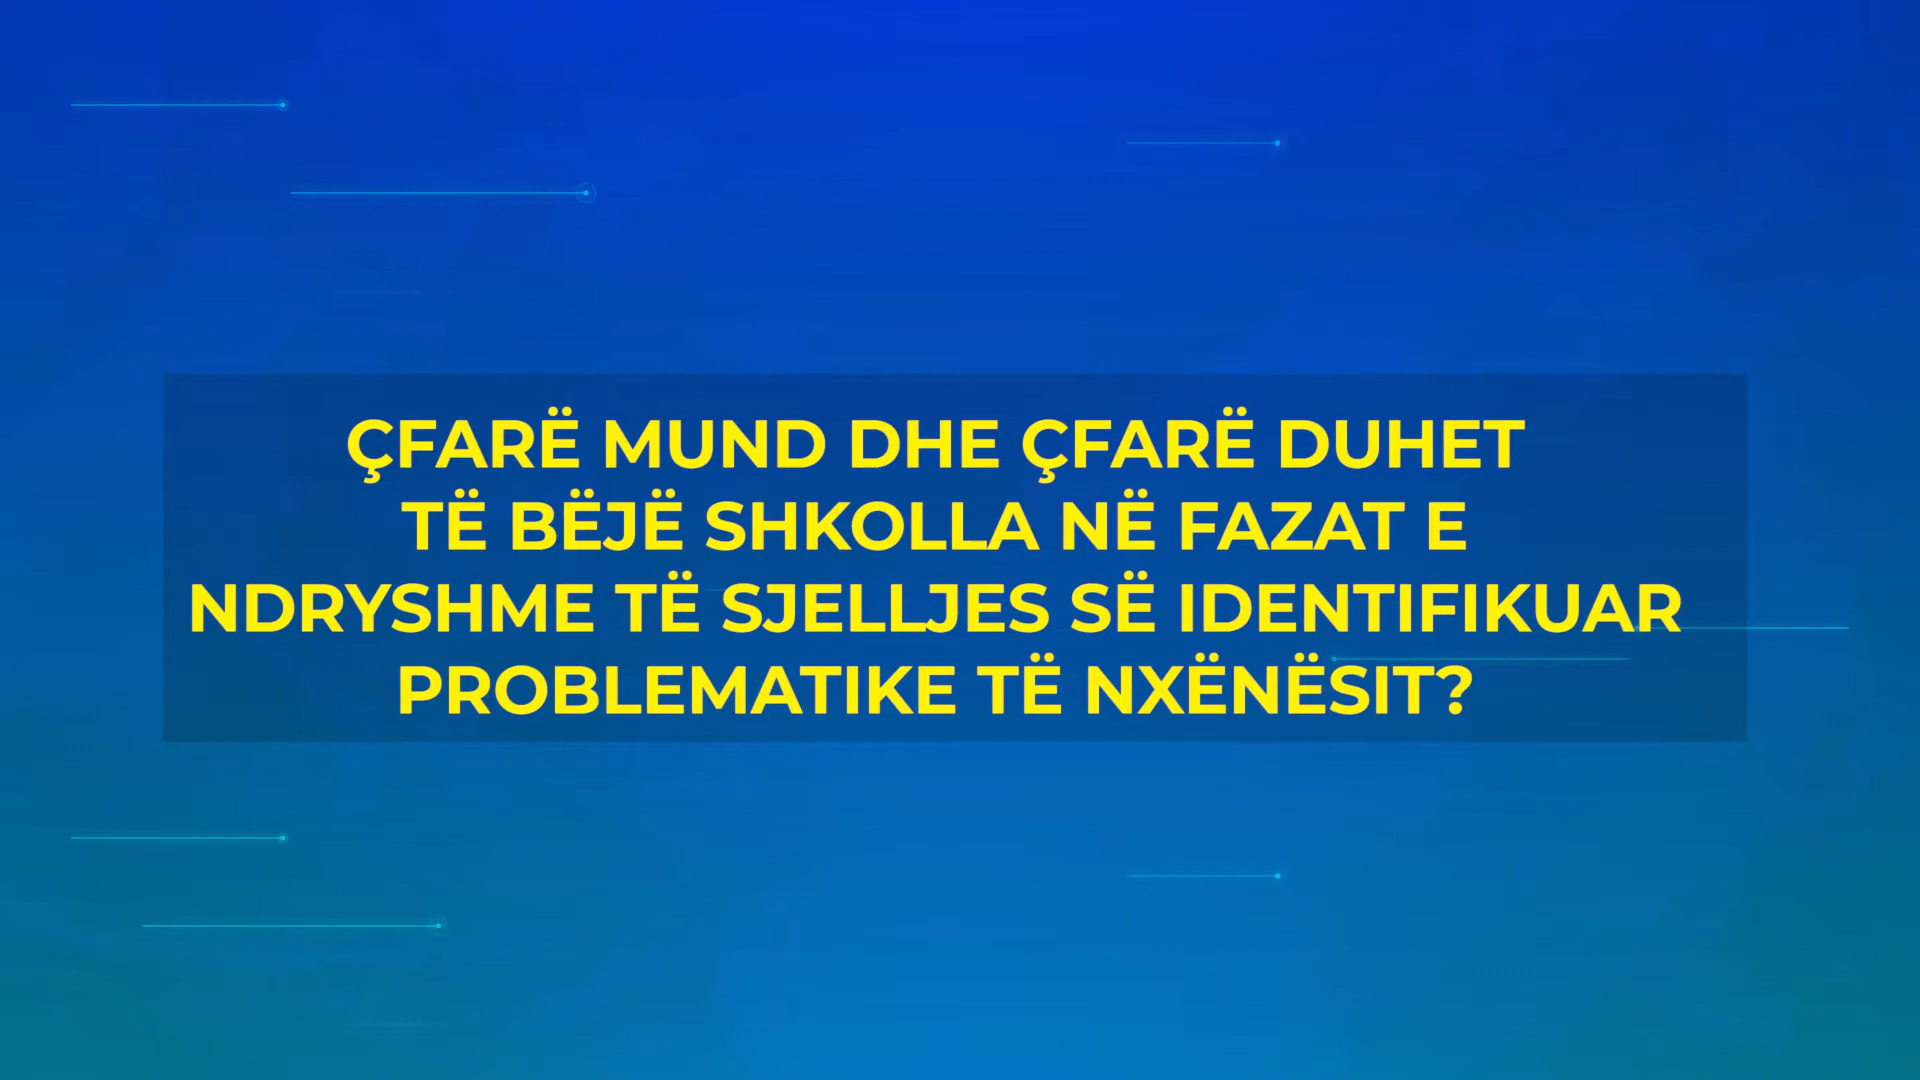 ÇFARË MUND DHE ÇFARË DUHET
TË BËJË SHKOLLA NË FAZAT E
NDRYSHME TË SJELLJES SË IDENTIFIKUAR
PROBLEMATIKE TË NXËNËSIT?